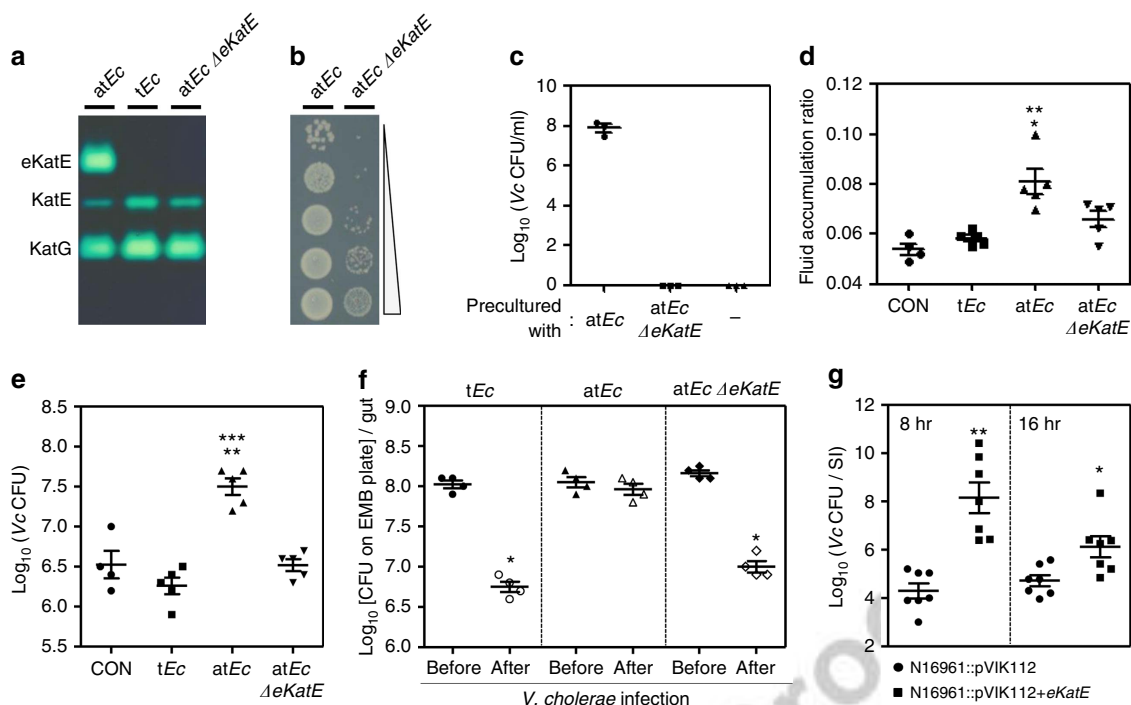 a
atEc
tEc
atEc ΔeKatE
eKatE
KatE
KatG
b
atEc
atEc ΔeKatE
c
Log10 (Vc CFU/ml)
10
8
6
4
2
0
Precultured with : atEc
atEc ΔeKatE
–
d
Fluid accumulation ratio
0.12
0.10
0.08
0.06
0.04
**
*
CON
tEc
atEc
atEc ΔeKatE
e
Log10 (Vc CFU)
8.5
8.0
7.5
7.0
6.5
6.0
5.5
***
**
CON
tEc
atEc
atEc ΔeKatE
f
tEc
atEc
atEc ΔeKatE
Log10 [CFU on EMB plate] / gut
9.0
8.5
8.0
7.5
7.0
6.5
6.0
*
*
Before After Before After Before After
V. cholerae infection
g
Log10 (Vc CFU / SI)
12
10
8
6
4
2
8 hr
**
16 hr
*
N16961::pVIK112
N16961::pVIK112+eKatE